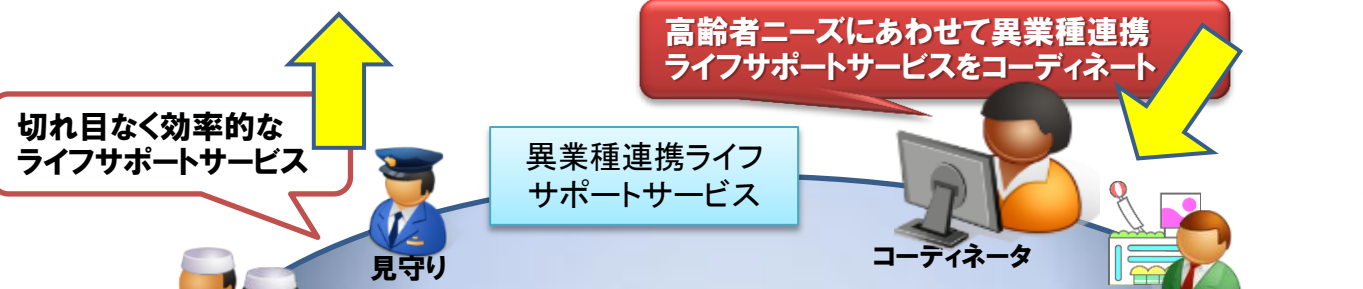 高齢者ニーズにあわせて異業種連携
ライフサポートサービスをコーディネート
切れ目なく効率的な
ライフサポートサービス
異業種連携ライフ
サポートサービス
見守り
コーディネータ